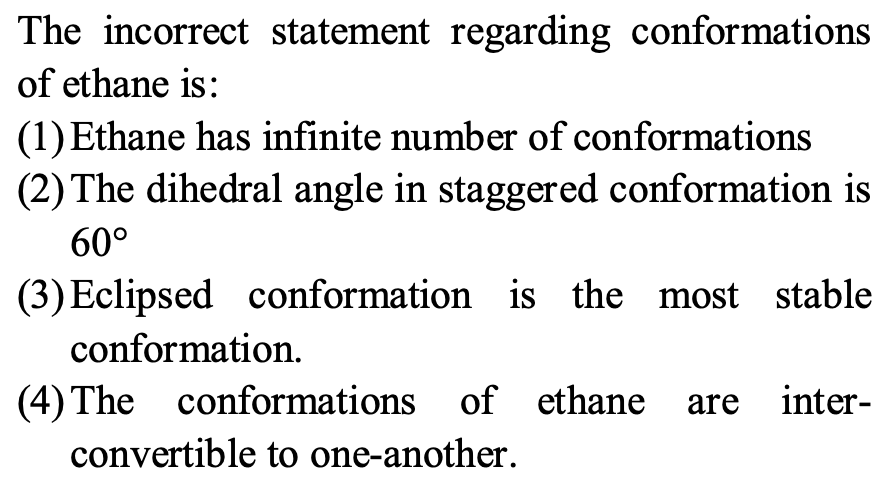 The incorrect statement regarding conformations
of ethane is:
(1) Ethane has infinite number of conformations
(2) The dihedral angle in staggered conformation is
60°
(3) Eclipsed conformation is the most stable
conformation.
(4) The conformations of ethane are inter-
convertible to one-another.